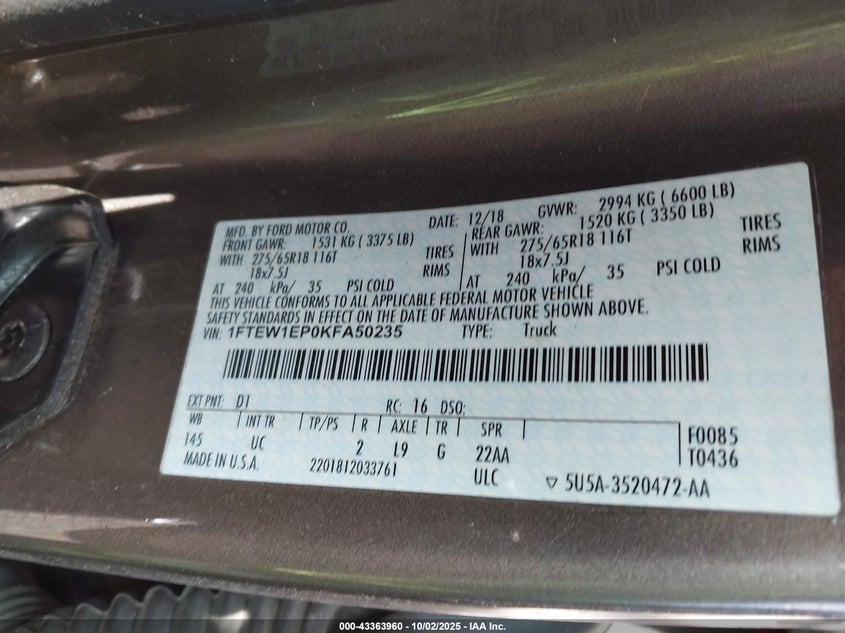 MFD. BY FORD MOTOR CO. DATE: 12/18 GVWR: 2994 KG ( 6600 LB)
FRONT GAWR: 1531 KG ( 3375 LB) REAR GAWR: 1520 KG ( 3350 LB)
WITH 275/65R18 116T TIRES WITH 275/65R18 116T TIRES
18x7.5J RIMS 18x7.5J RIMS
AT 240 kPa/ 35 PSI COLD AT 240 kPa/ 35 PSI COLD
THIS VEHICLE CONFORMS TO ALL APPLICABLE FEDERAL MOTOR VEHICLE
SAFETY STANDARDS IN EFFECT ON THE DATE OF MANUFACTURE SHOWN ABOVE.
VIN: 1FTEW1EP0KFA50235 TYPE: Truck
EXT PNT: D1 RC: 16 DSO:
WB INT TR TP/PS R AXLE TR SPR F0085
145 UC 2 L9 G 22AA T0436
MADE IN U.S.A. 2201812033761 ULC ▽ 5U5A-3520472-AA
000-43363960 - 10/02/2025 - IAA Inc.